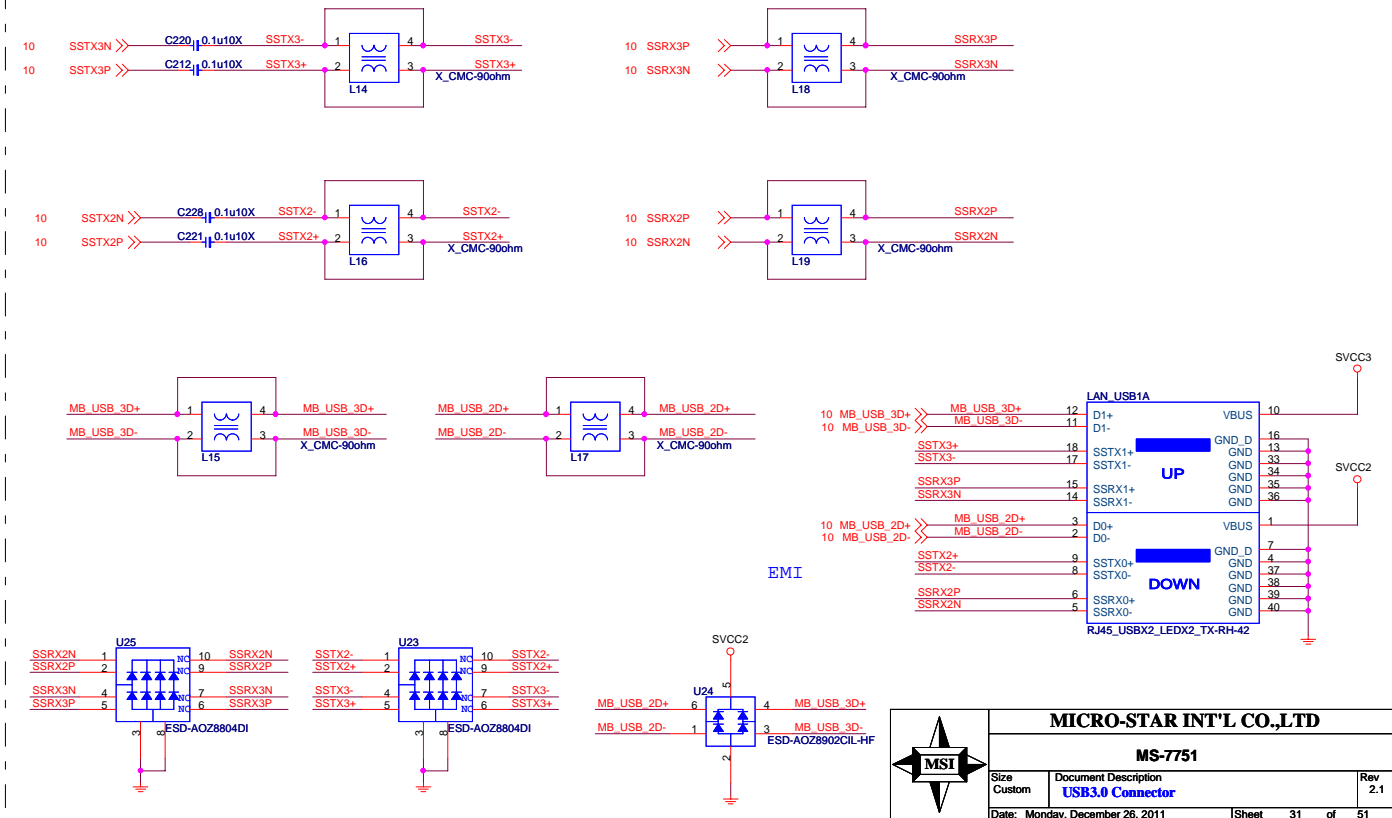 10 SSTX3N C220 0.1u10X SSTX3- 1 4 SSTX3-
10 SSTX3P C212 0.1u10X SSTX3+ 2 3 SSTX3+
L14 X_CMC-90ohm
10 SSRX3P 1 4 SSRX3P
10 SSRX3N 2 3 SSRX3N
L18 X_CMC-90ohm
10 SSTX2N C228 0.1u10X SSTX2- 1 4 SSTX2-
10 SSTX2P C221 0.1u10X SSTX2+ 2 3 SSTX2+
L16 X_CMC-90ohm
10 SSRX2P 1 4 SSRX2P
10 SSRX2N 2 3 SSRX2N
L19 X_CMC-90ohm
MB_USB_3D+ 1 4 MB_USB_3D+
MB_USB_3D- 2 3 MB_USB_3D-
L15 X_CMC-90ohm
MB_USB_2D+ 1 4 MB_USB_2D+
MB_USB_2D- 2 3 MB_USB_2D-
L17 X_CMC-90ohm
SVCC3
LAN_USB1A
10 MB_USB_3D+ MB_USB_3D+ 12 D1+ VBUS 10
10 MB_USB_3D- MB_USB_3D- 11 D1-
GND_D 16
SSTX3+ 18 SSTX1+ GND 13
SSTX3- 17 SSTX1- GND 33
UP GND 34
SSRX3P 15 SSRX1+ GND 35
SSRX3N 14 SSRX1- GND 36
SVCC2
10 MB_USB_2D+ MB_USB_2D+ 3 D0+ VBUS 1
10 MB_USB_2D- MB_USB_2D- 2 D0-
GND_D 7
SSTX2+ 9 SSTX0+ GND 4
SSTX2- 8 SSTX0- GND 37
DOWN GND 38
SSRX2P 6 SSRX0+ GND 39
SSRX2N 5 SSRX0- GND 40
RJ45_USBX2_LEDX2_TX-RH-42
EMI
U25
SSRX2N 1 NC 10 SSRX2N
SSRX2P 2 NC 9 SSRX2P
SSRX3N 4 NC 7 SSRX3N
SSRX3P 5 NC 6 SSRX3P
3 8 ESD-AOZ8804DI
U23
SSTX2- 1 NC 10 SSTX2-
SSTX2+ 2 NC 9 SSTX2+
SSTX3- 4 NC 7 SSTX3-
SSTX3+ 5 NC 6 SSTX3+
3 8 ESD-AOZ8804DI
SVCC2
U24 5
MB_USB_2D+ 6 4 MB_USB_3D+
MB_USB_2D- 1 3 MB_USB_3D-
2 ESD-AOZ8902CIL-HF
MSI
MICRO-STAR INT'L CO.,LTD
MS-7751
Size Custom
Document Description
USB3.0 Connector
Rev 2.1
Date: Monday, December 26, 2011 Sheet 31 of 51